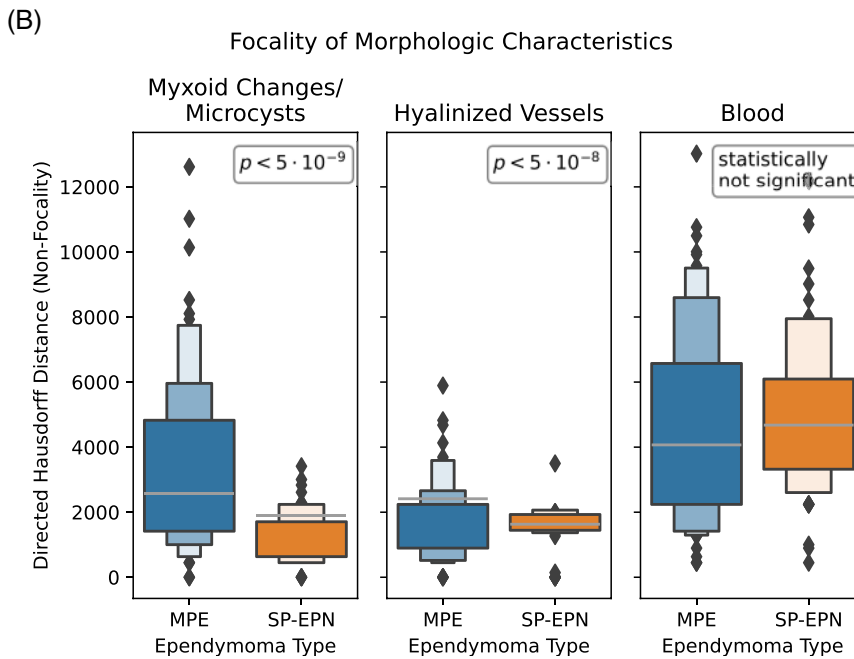 (B)
Focality of Morphologic Characteristics
Myxoid Changes/
Microcysts
Hyalinized Vessels
Blood
p < 5 · 10⁻⁹
p < 5 · 10⁻⁸
statistically
not significant
Directed Hausdorff Distance (Non-Focality)
12000
10000
8000
6000
4000
2000
0
MPE SP-EPN
MPE SP-EPN
MPE SP-EPN
Ependymoma Type
Ependymoma Type
Ependymoma Type